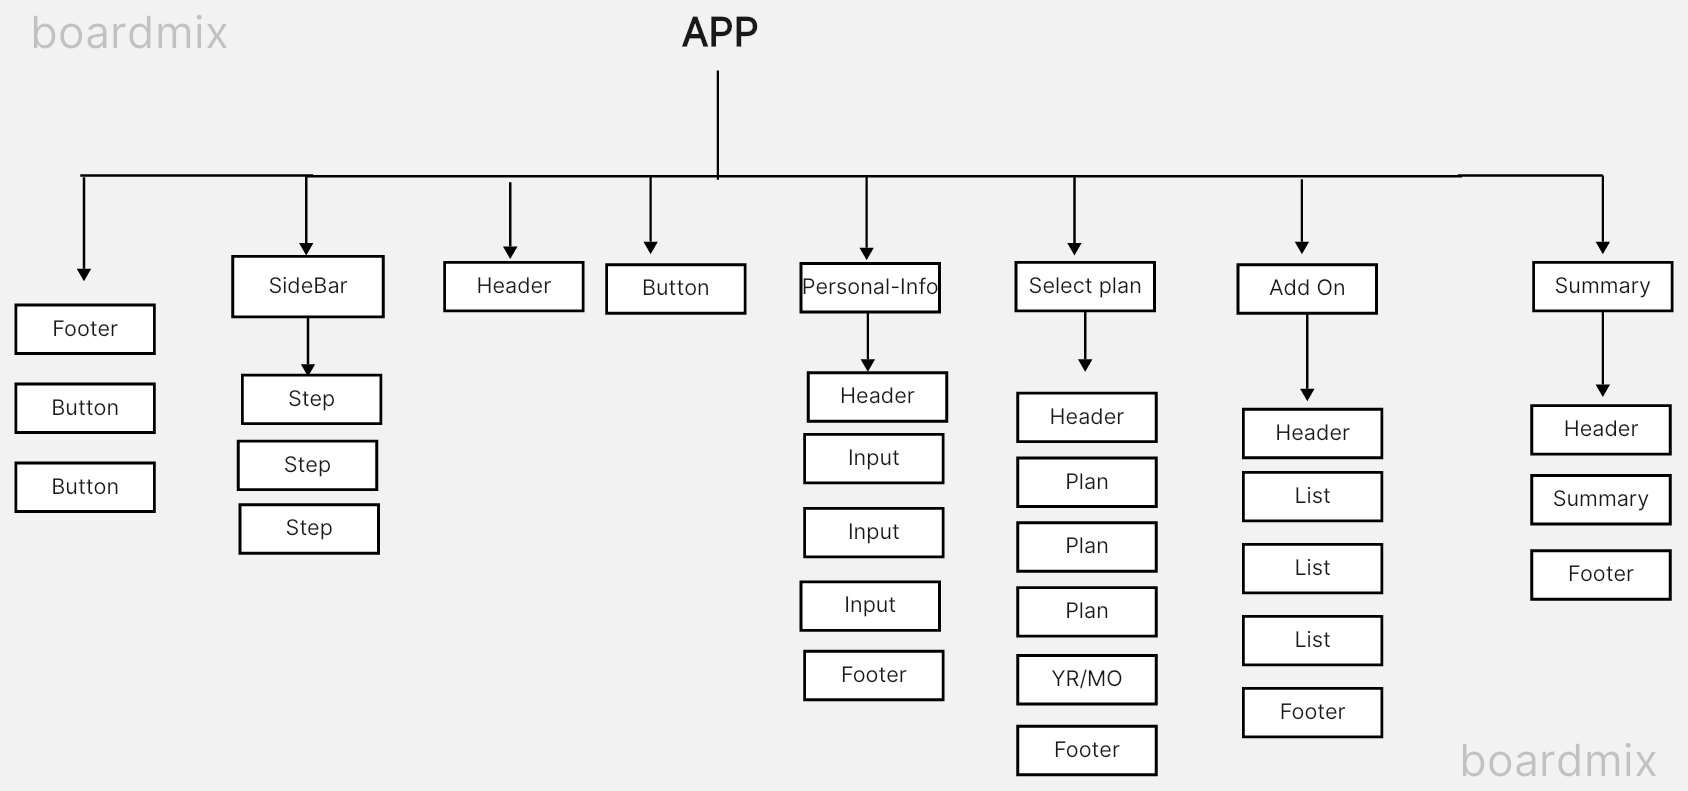 boardmix
APP
Footer
Button
Button
SideBar
Step
Step
Step
Header
Button
Personal-Info
Header
Input
Input
Input
Footer
Select plan
Header
Plan
Plan
Plan
YR/MO
Footer
Add On
Header
List
List
List
Footer
Summary
Header
Summary
Footer
boardmix